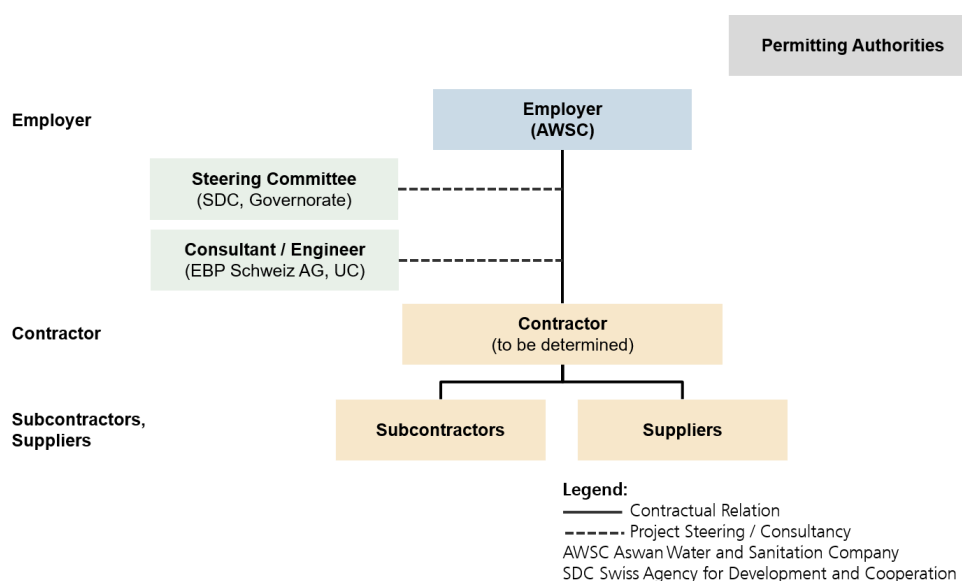 Permitting Authorities
Employer
Employer
(AWSC)
Steering Committee
(SDC, Governorate)
Consultant / Engineer
(EBP Schweiz AG, UC)
Contractor
Contractor
(to be determined)
Subcontractors,
Suppliers
Subcontractors
Suppliers
Legend:
Contractual Relation
Project Steering / Consultancy
AWSC Aswan Water and Sanitation Company
SDC Swiss Agency for Development and Cooperation